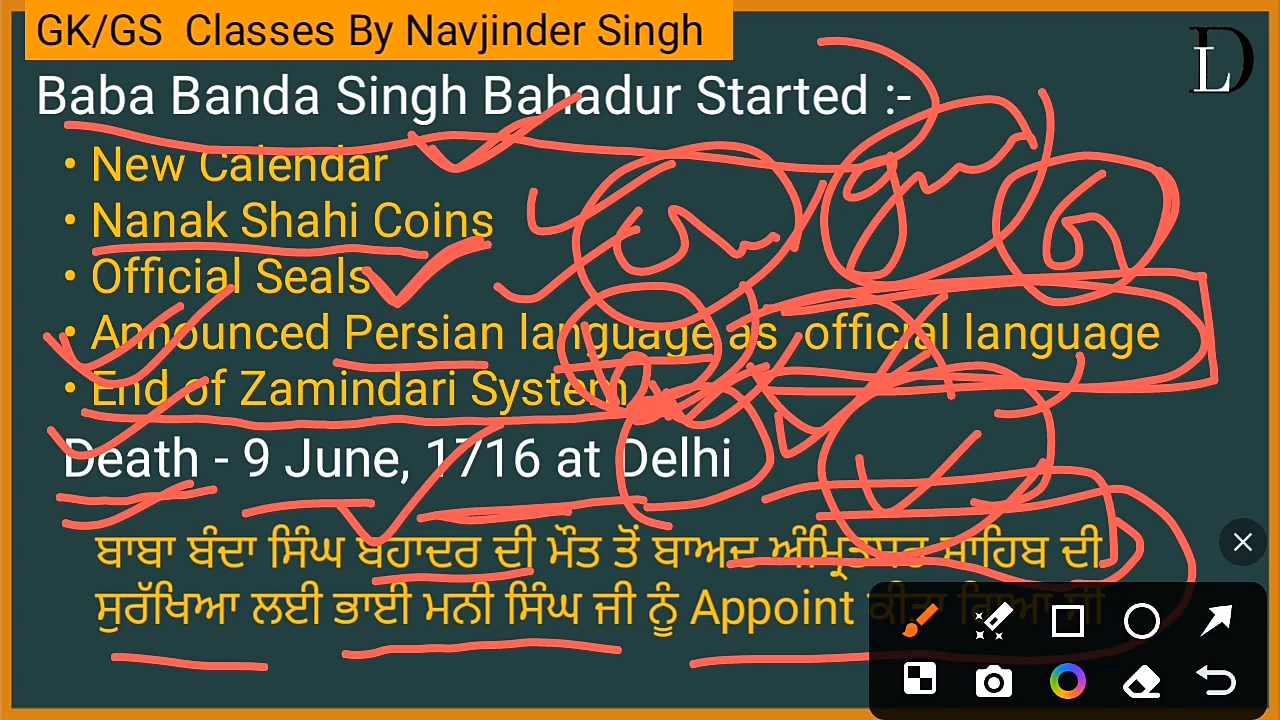 GK/GS Classes By Navjinder Singh
Baba Banda Singh Bahadur Started :-
• New Calendar
• Nanak Shahi Coins
• Official Seals
• Announced Persian language as official language
• End of Zamindari System
Death - 9 June, 1716 at Delhi
ਬਾਬਾ ਬੰਦਾ ਸਿੰਘ ਬਹਾਦਰ ਦੀ ਮੌਤ ਤੋਂ ਬਾਅਦ ਅੰਮ੍ਰਿਤਸਰ ਸਾਹਿਬ ਦੀ
ਸੁਰੱਖਿਆ ਲਈ ਭਾਈ ਮਨੀ ਸਿੰਘ ਜੀ ਨੂੰ Appoint ਕੀਤਾ ਗਿਆ ਸੀ